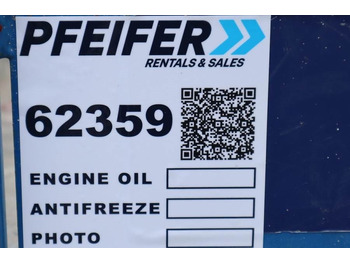 PFEIFER
RENTALS & SALES
62359
ENGINE OIL
ANTIFREEZE
PHOTO